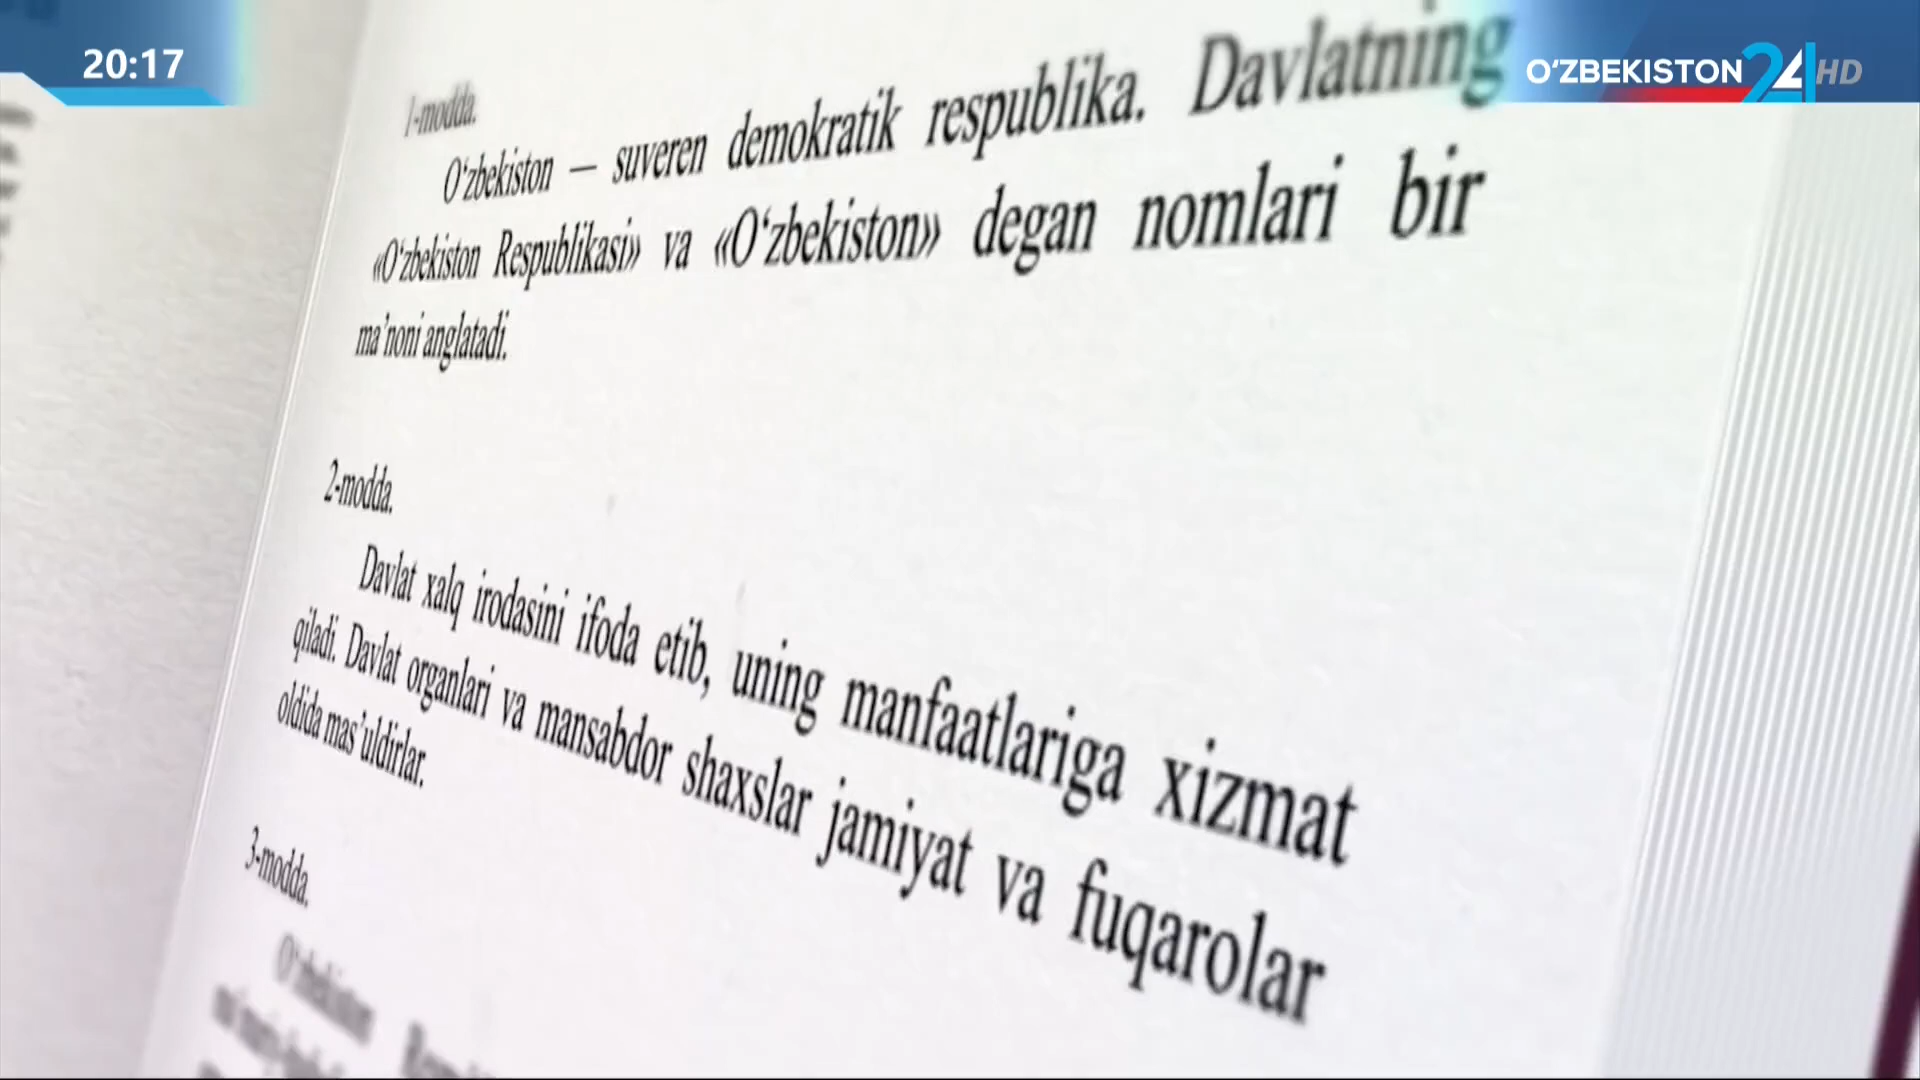 20:17
O‘ZBEKISTON 24 HD
1-modda.
O‘zbekiston — suveren demokratik respublika. Davlatning
«O‘zbekiston Respublikasi» va «O‘zbekiston» degan nomlari bir
ma’noni anglatadi.
2-modda.
Davlat xalq irodasini ifoda etib, uning manfaatlariga xizmat
qiladi. Davlat organlari va mansabdor shaxslar jamiyat va fuqarolar
oldida mas’uldirlar.
3-modda.
O‘zbekiston